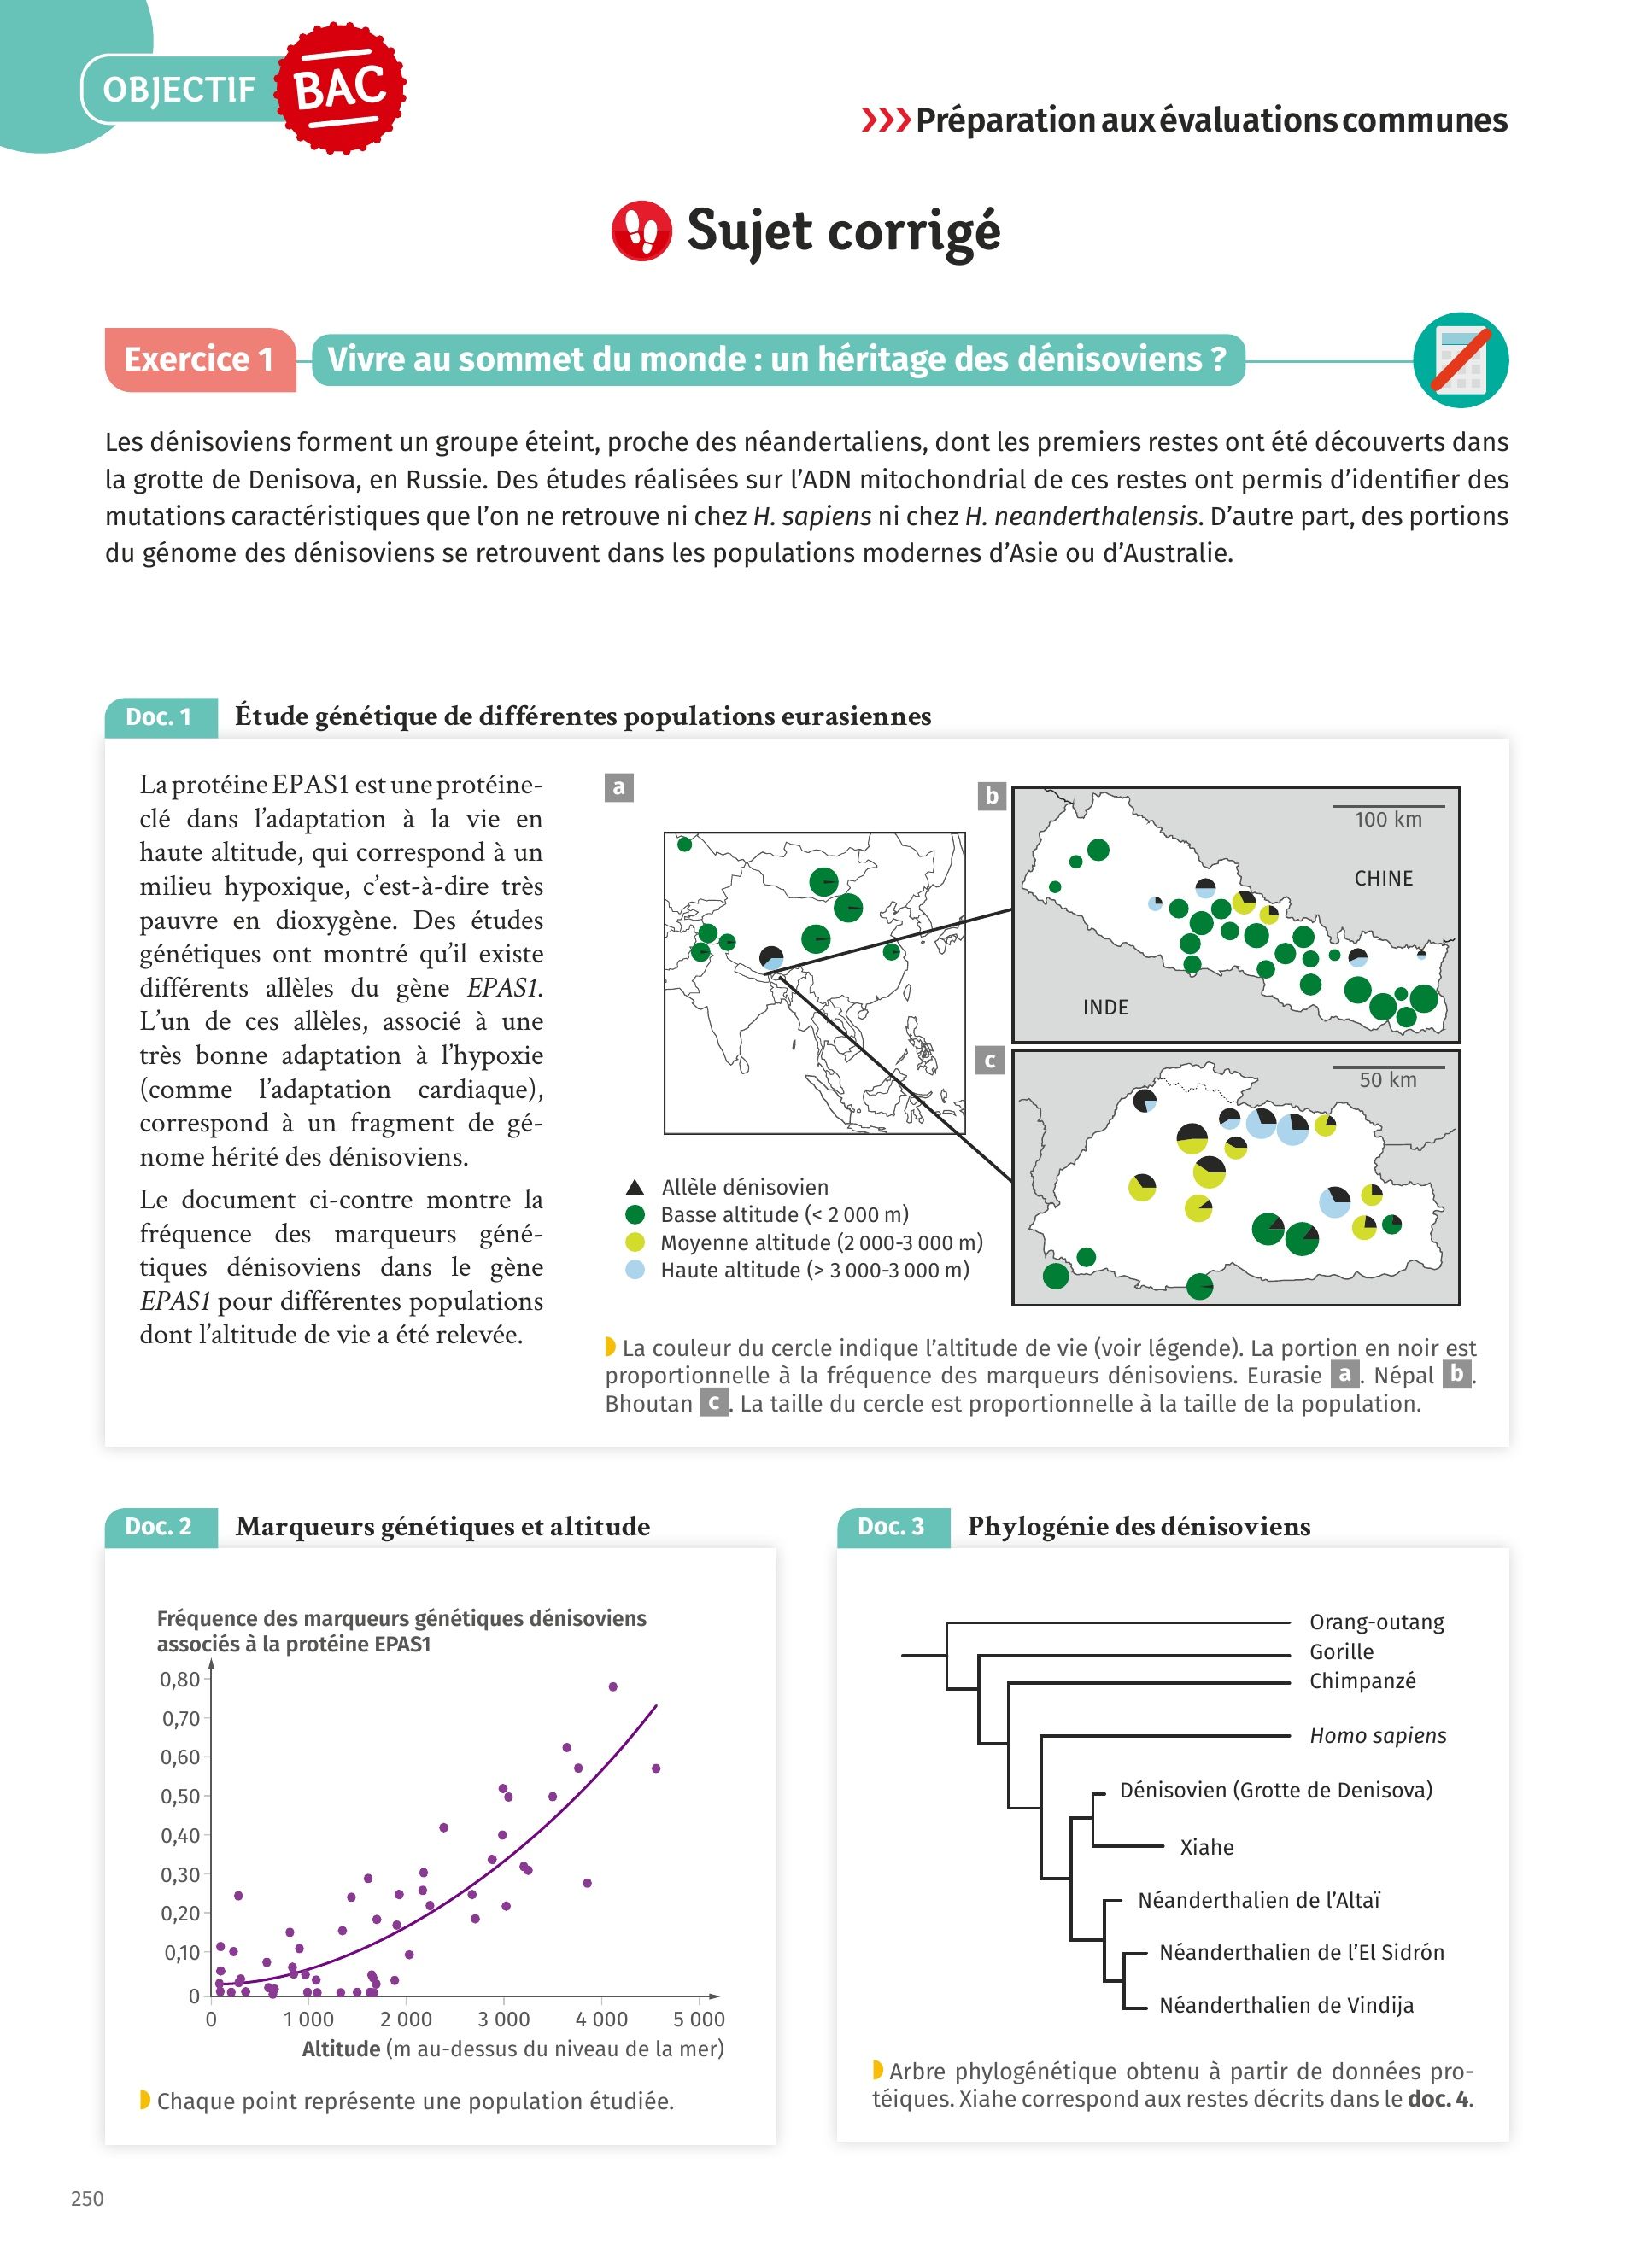 OBJECTIF BAC
Préparation aux évaluations communes
Sujet corrigé
Exercice 1
Vivre au sommet du monde : un héritage des dénisoviens ?
Les dénisoviens forment un groupe éteint, proche des néandertaliens, dont les premiers restes ont été découverts dans
la grotte de Denisova, en Russie. Des études réalisées sur l’ADN mitochondrial de ces restes ont permis d’identifier des
mutations caractéristiques que l’on ne retrouve ni chez H. sapiens ni chez H. neanderthalensis. D’autre part, des portions
du génome des dénisoviens se retrouvent dans les populations modernes d’Asie ou d’Australie.
Doc. 1
Étude génétique de différentes populations eurasiennes
La protéine EPAS1 est une protéine-
clé dans l’adaptation à la vie en
haute altitude, qui correspond à un
milieu hypoxique, c’est-à-dire très
pauvre en dioxygène. Des études
génétiques ont montré qu’il existe
différents allèles du gène EPAS1.
L’un de ces allèles, associé à une
très bonne adaptation à l’hypoxie
(comme l’adaptation cardiaque),
correspond à un fragment de gé-
nome hérité des dénisoviens.
Le document ci-contre montre la
fréquence des marqueurs géné-
tiques dénisoviens dans le gène
EPAS1 pour différentes populations
dont l’altitude de vie a été relevée.
a
b
100 km
CHINE
INDE
c
50 km
Allèle dénisovien
Basse altitude (< 2 000 m)
Moyenne altitude (2 000-3 000 m)
Haute altitude (> 3 000-3 000 m)
La couleur du cercle indique l’altitude de vie (voir légende). La portion en noir est
proportionnelle à la fréquence des marqueurs dénisoviens. Eurasie a. Népal b.
Bhoutan c. La taille du cercle est proportionnelle à la taille de la population.
Doc. 2
Marqueurs génétiques et altitude
Fréquence des marqueurs génétiques dénisoviens
associés à la protéine EPAS1
0,80
0,70
0,60
0,50
0,40
0,30
0,20
0,10
0
0 1 000 2 000 3 000 4 000 5 000
Altitude (m au-dessus du niveau de la mer)
Chaque point représente une population étudiée.
Doc. 3
Phylogénie des dénisoviens
Orang-outang
Gorille
Chimpanzé
Homo sapiens
Dénisovien (Grotte de Denisova)
Xiahe
Néanderthalien de l’Altaï
Néanderthalien de l’El Sidrón
Néanderthalien de Vindija
Arbre phylogénétique obtenu à partir de données pro-
téiques. Xiahe correspond aux restes décrits dans le doc. 4.
250